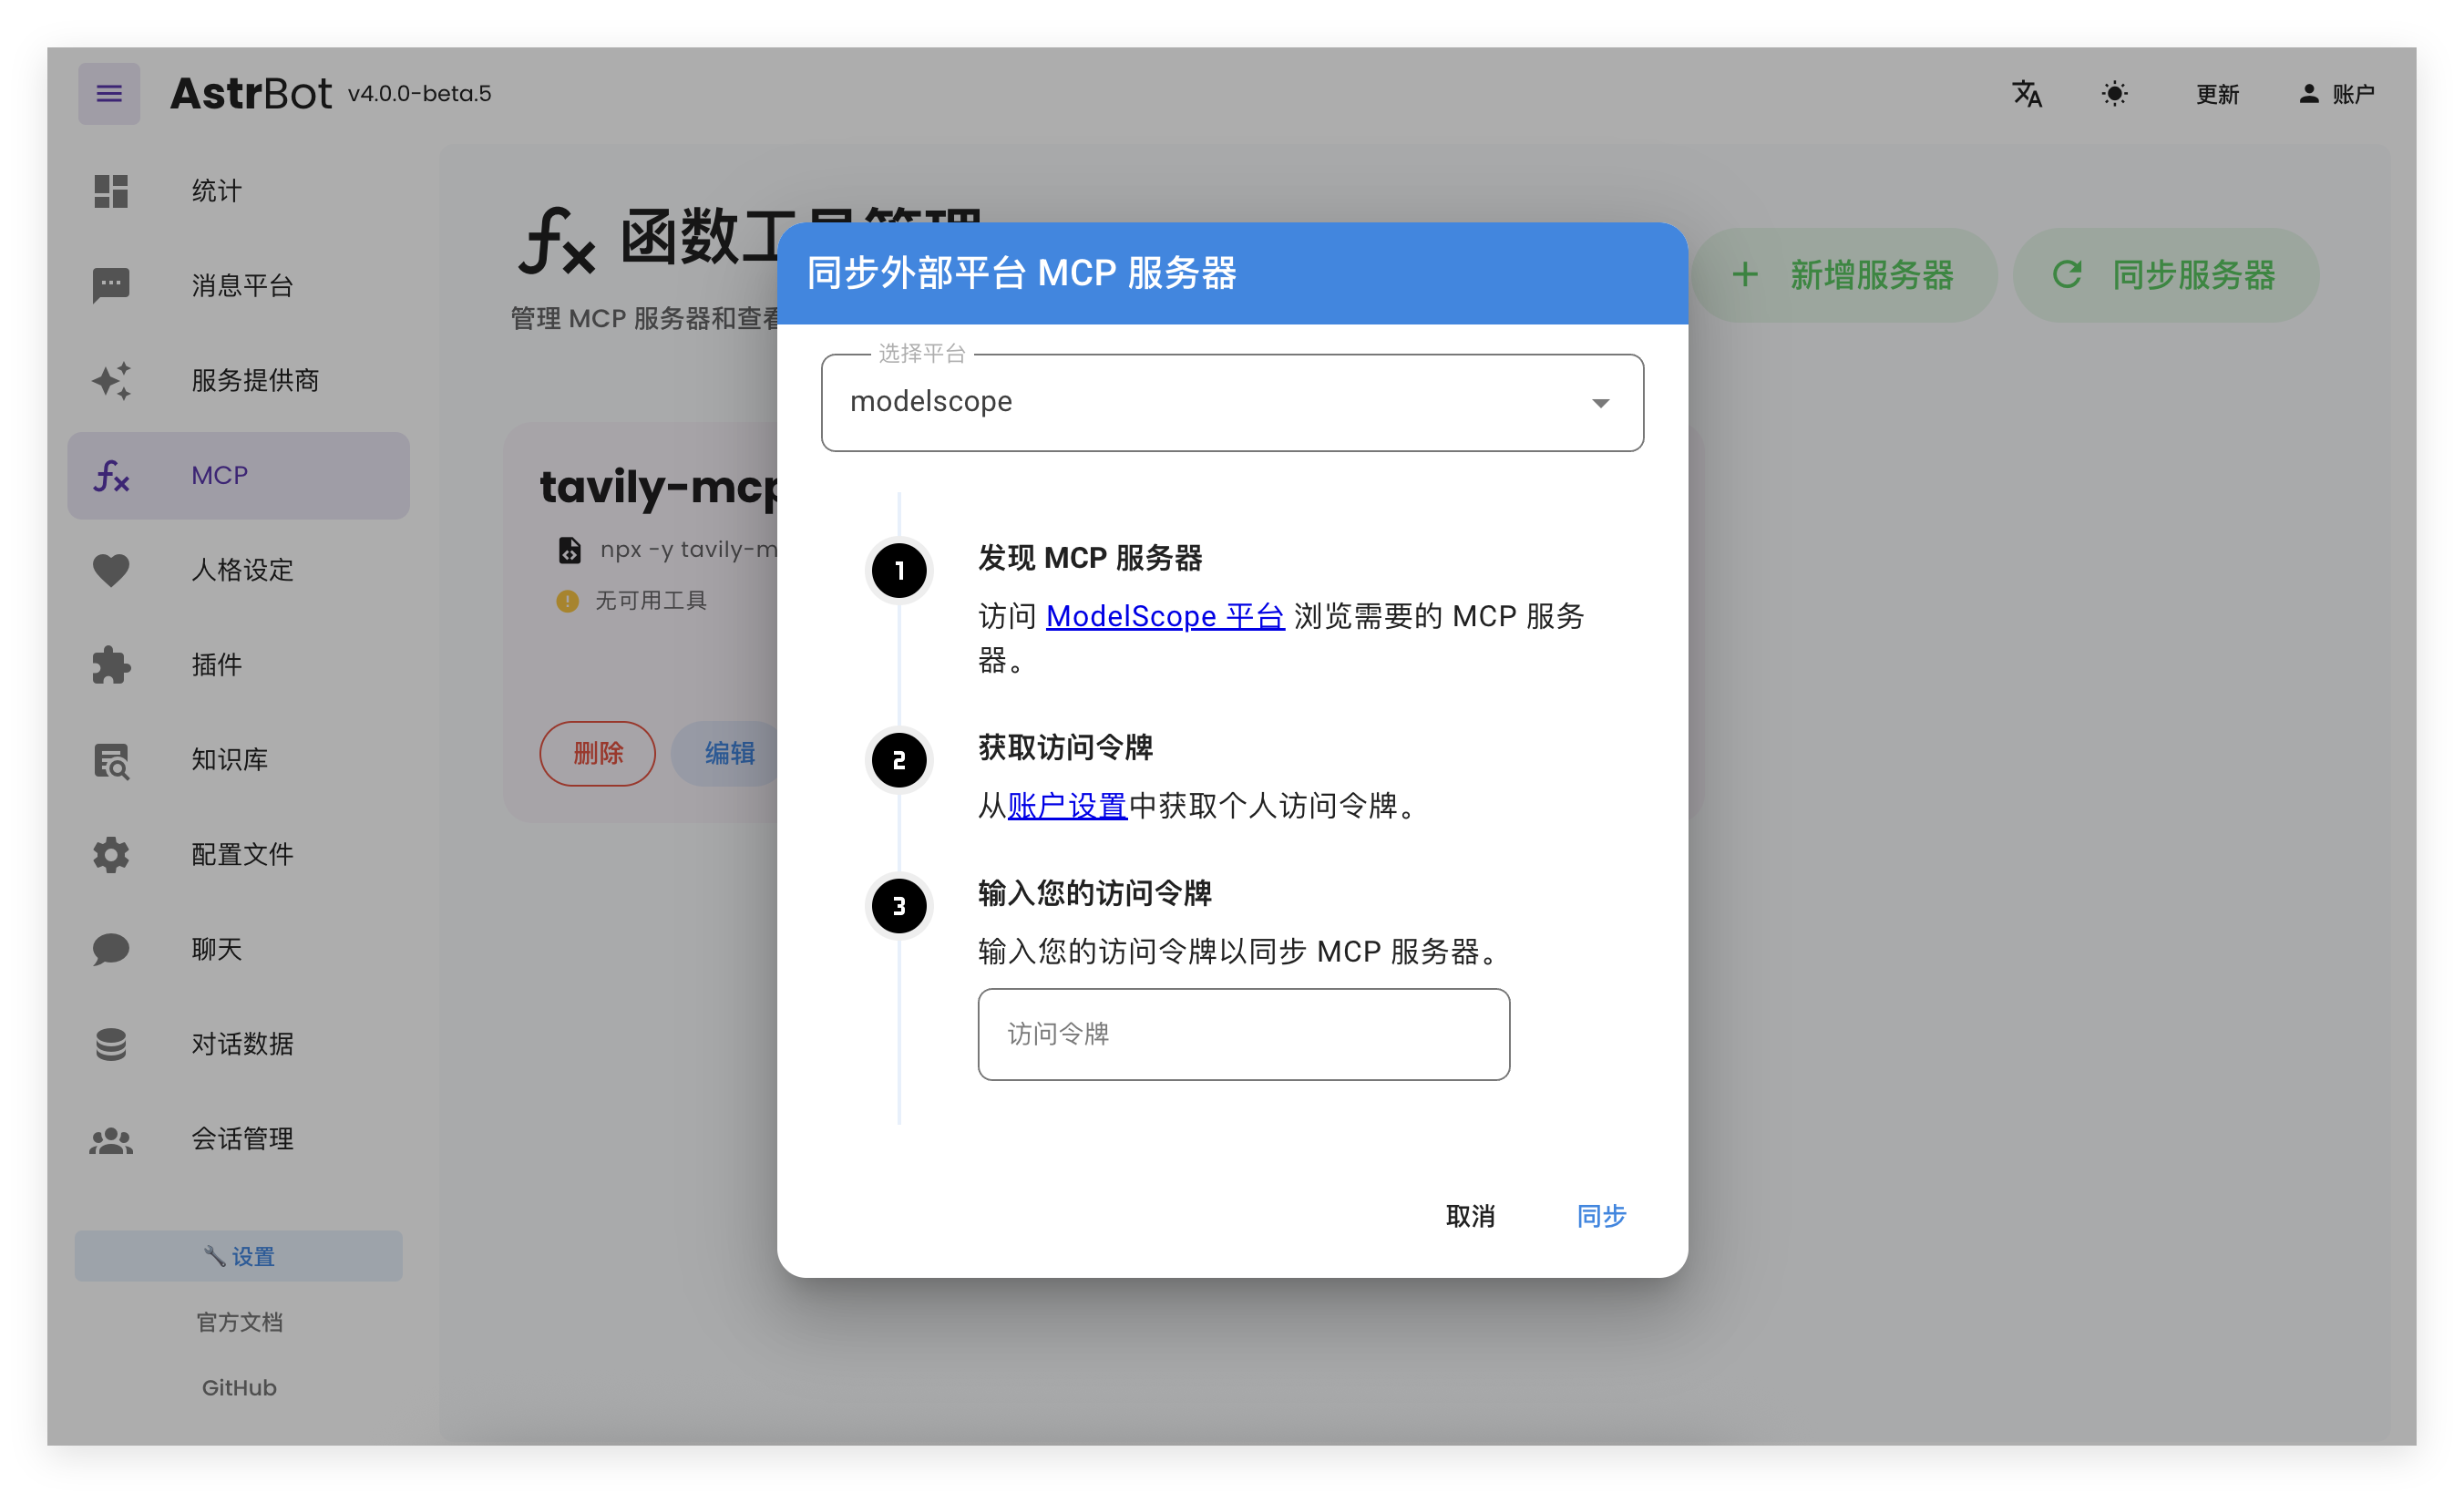 AstrBot v4.0.0-beta.5
更新
账户
统计
消息平台
服务提供商
MCP
人格设定
插件
知识库
配置文件
聊天
对话数据
会话管理
设置
官方文档
GitHub
函数工具管理
管理 MCP 服务器和查看
新增服务器
同步服务器
tavily-mcp
npx -y tavily-m
无可用工具
删除
编辑
同步外部平台 MCP 服务器
选择平台
modelscope
1
发现 MCP 服务器
访问 ModelScope 平台 浏览需要的 MCP 服务
器。
2
获取访问令牌
从账户设置中获取个人访问令牌。
3
输入您的访问令牌
输入您的访问令牌以同步 MCP 服务器。
访问令牌
取消
同步